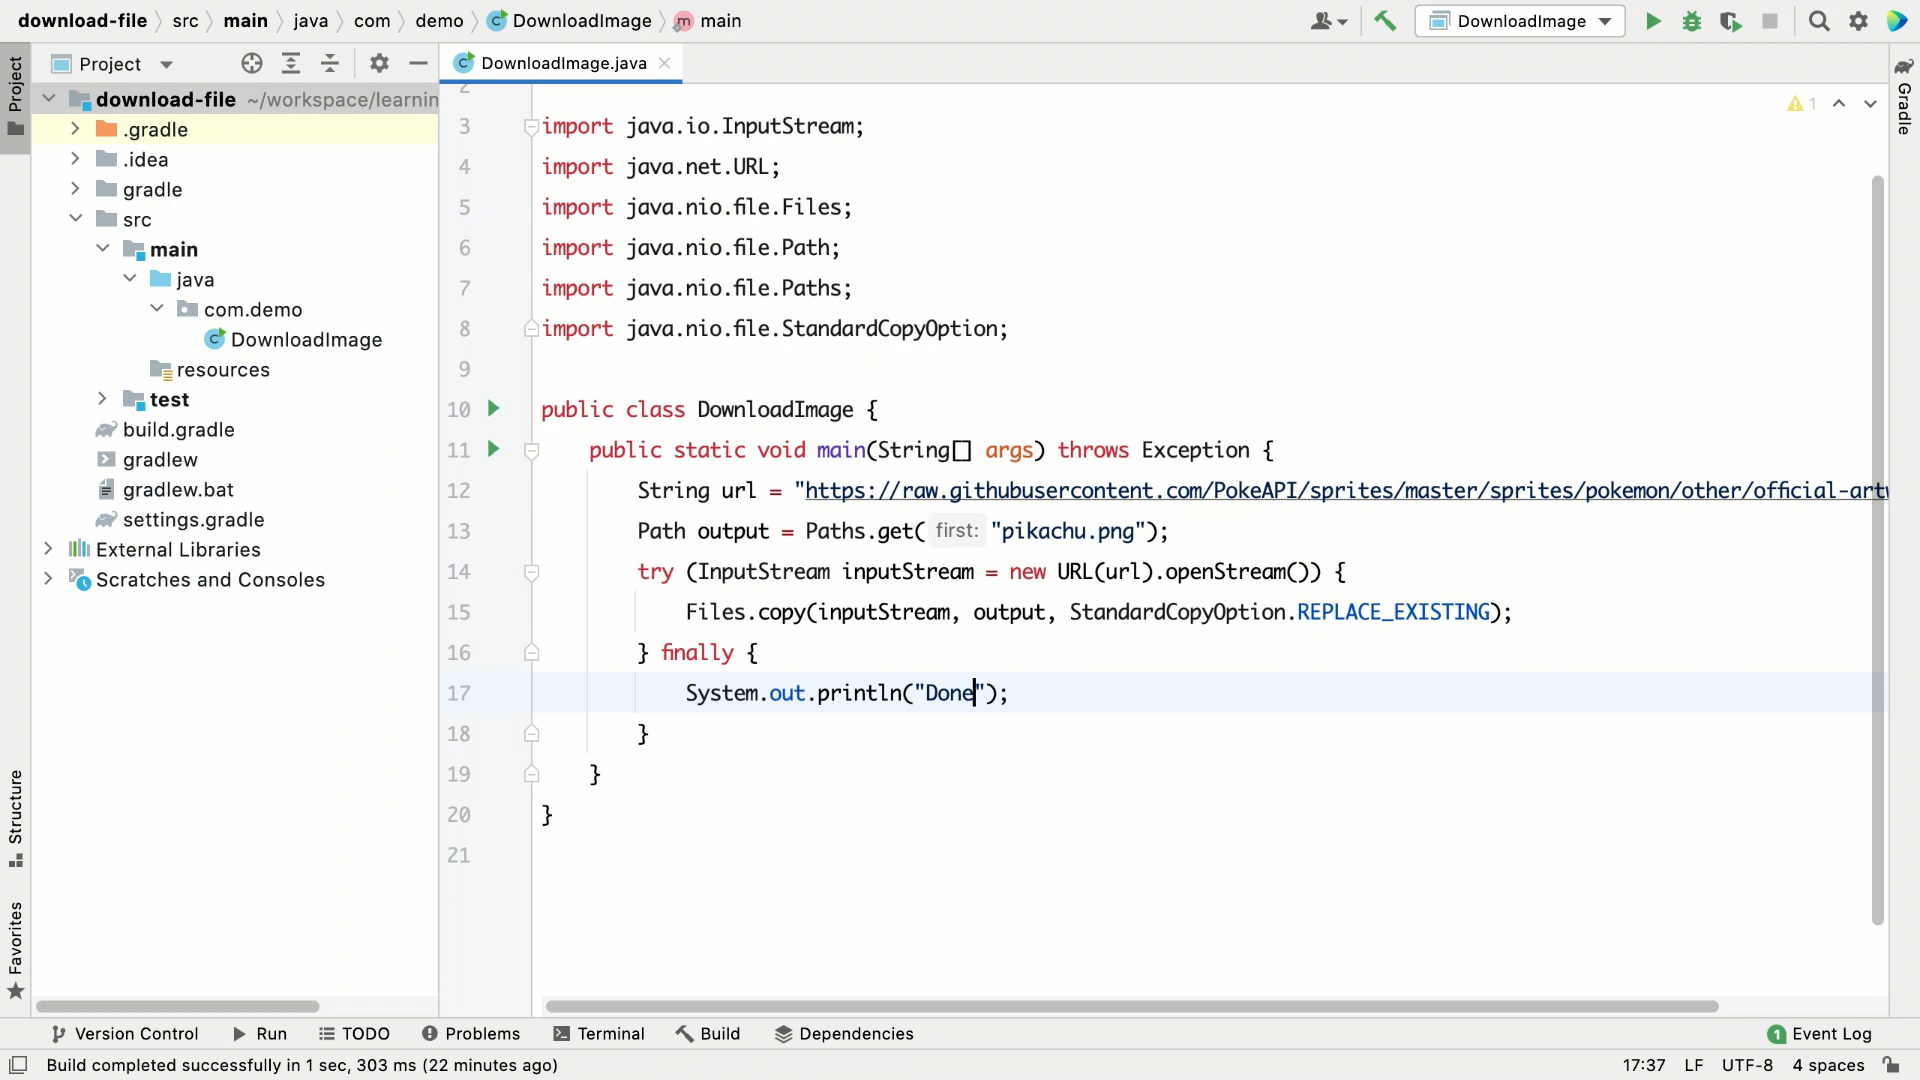 download-file src main java com demo DownloadImage main
DownloadImage
Project
DownloadImage.java
Project
Gradle
download-file ~/workspace/learnin
.gradle
.idea
gradle
src
main
java
com.demo
DownloadImage
resources
test
build.gradle
gradlew
gradlew.bat
settings.gradle
External Libraries
Scratches and Consoles
Structure
Favorites
1
2
3 import java.io.InputStream;
4 import java.net.URL;
5 import java.nio.file.Files;
6 import java.nio.file.Path;
7 import java.nio.file.Paths;
8 import java.nio.file.StandardCopyOption;
9
10 public class DownloadImage {
11 public static void main(String[] args) throws Exception {
12 String url = "https://raw.githubusercontent.com/PokeAPI/sprites/master/sprites/pokemon/other/official-art
13 Path output = Paths.get( first: "pikachu.png");
14 try (InputStream inputStream = new URL(url).openStream()) {
15 Files.copy(inputStream, output, StandardCopyOption.REPLACE_EXISTING);
16 } finally {
17 System.out.println("Done");
18 }
19 }
20 }
21
Version Control Run TODO Problems Terminal Build Dependencies 1 Event Log
Build completed successfully in 1 sec, 303 ms (22 minutes ago) 17:37 LF UTF-8 4 spaces